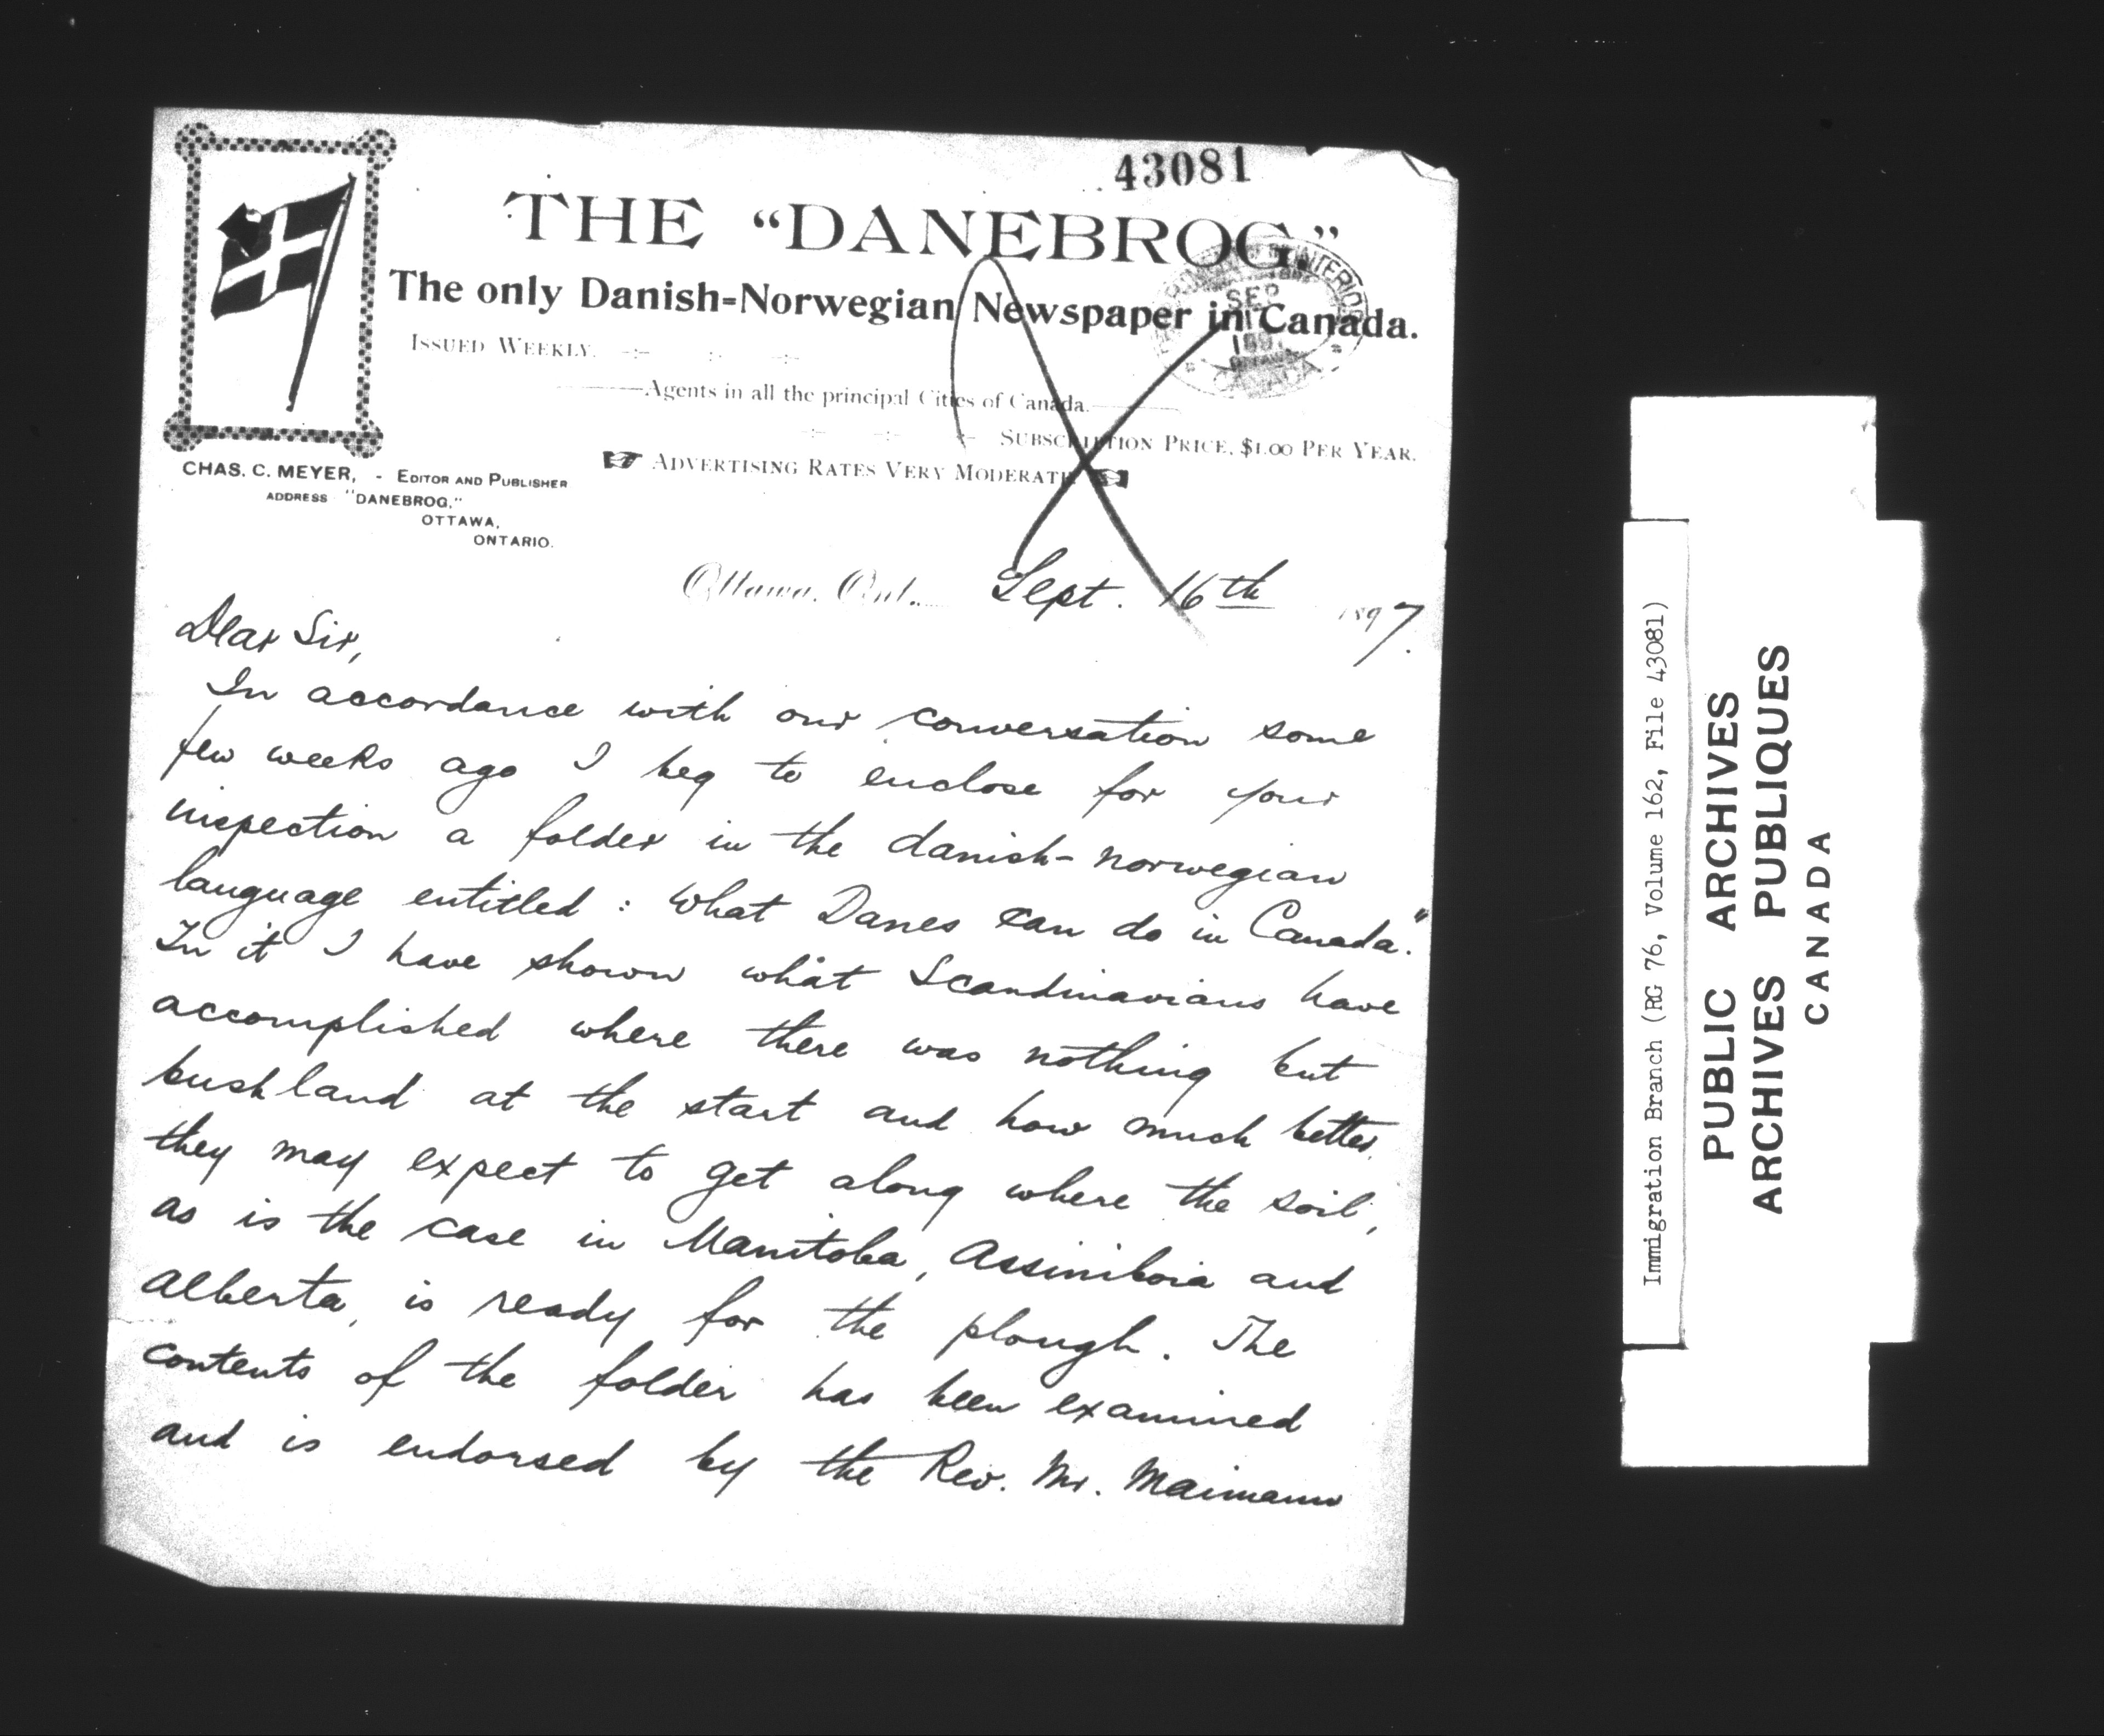 43081
THE "DANEBROG."
The only Danish=Norwegian Newspaper in Canada.
ISSUED WEEKLY.
Agents in all the principal Cities of Canada.
SUBSCRIPTION PRICE, $1.00 PER YEAR.
ADVERTISING RATES VERY MODERATE
CHAS. C. MEYER, - EDITOR AND PUBLISHER
ADDRESS "DANEBROG,"
OTTAWA,
ONTARIO.
INTERIOR
SEP
CANADA
Ottawa, Ont., Sept. 16th 1897.
Dear Sir,
In accordance with our conversation some
few weeks ago I beg to enclose for your
inspection a folder in the danish-norwegian
language entitled: What Danes can do in Canada."
In it I have shown what Scandinavians have
accomplished where there was nothing but
bushland at the start and how much better
they may expect to get along where the soil,
as is the case in Manitoba, Assiniboia and
Alberta, is ready for the plough. The
contents of the folder has been examined
and is endorsed by the Rev. Mr. Maimann
Immigration Branch (RG 76, Volume 162, File 43081)
PUBLIC ARCHIVES
ARCHIVES PUBLIQUES
CANADA